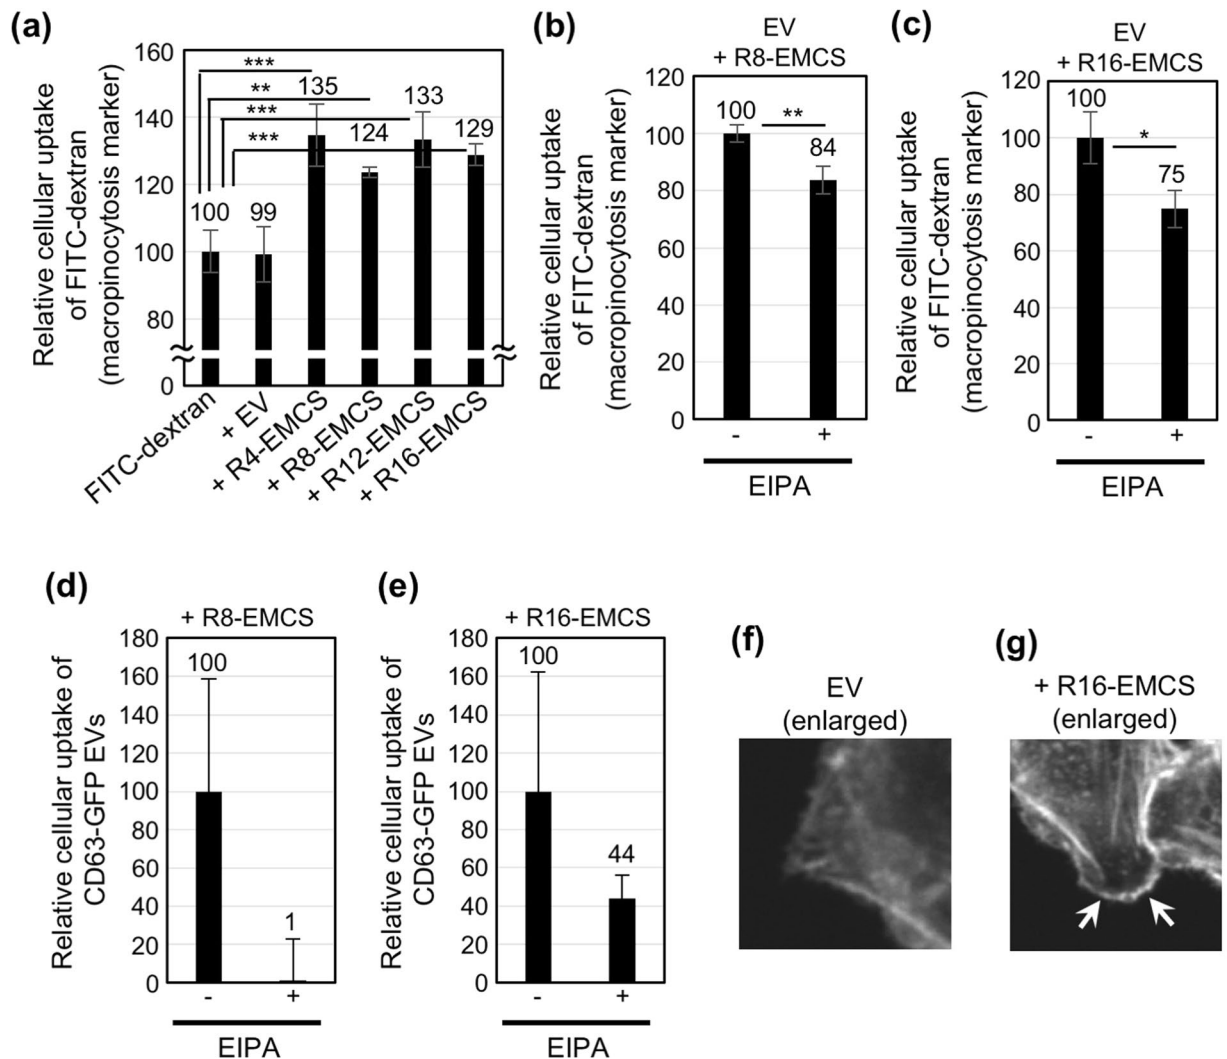 (a)
Relative cellular uptake
of FITC-dextran
(macropinocytosis marker)
160
140
120
100
80
0
***
**
***
***
100
99
135
124
133
129
FITC-dextran
+ EV
+ R4-EMCS
+ R8-EMCS
+ R12-EMCS
+ R16-EMCS
(b)
EV
+ R8-EMCS
Relative cellular uptake
of FITC-dextran
(macropinocytosis marker)
120
100
80
60
40
20
0
100
**
84
- +
EIPA
(c)
EV
+ R16-EMCS
Relative cellular uptake
of FITC-dextran
(macropinocytosis marker)
120
100
80
60
40
20
0
100
*
75
- +
EIPA
(d)
+ R8-EMCS
Relative cellular uptake of
CD63-GFP EVs
180
160
140
120
100
80
60
40
20
0
100
1
- +
EIPA
(e)
+ R16-EMCS
Relative cellular uptake of
CD63-GFP EVs
180
160
140
120
100
80
60
40
20
0
100
44
- +
EIPA
(f)
EV
(enlarged)
(g)
+ R16-EMCS
(enlarged)